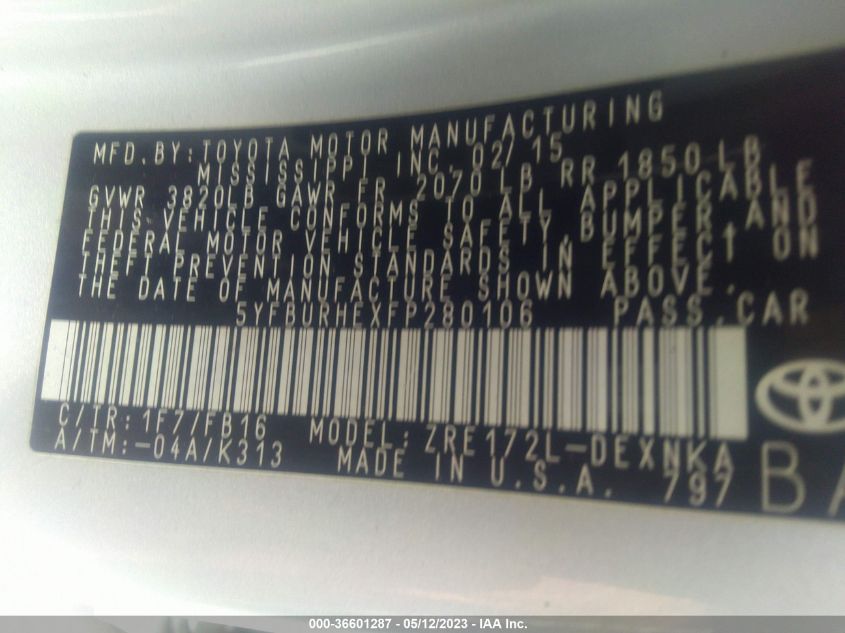 MFD.BY:TOYOTA MOTOR MANUFACTURING
MISSISSIPPI, INC. 02/15
GVWR 3820LB GAWR FR 2070LB RR 1850LB
THIS VEHICLE CONFORMS TO ALL APPLICABLE
FEDERAL MOTOR VEHICLE SAFETY,BUMPER,AND
THEFT PREVENTION STANDARDS IN EFFECT ON
THE DATE OF MANUFACTURE SHOWN ABOVE.
5YFBURHEXFP280106 PASS.CAR
C/TR:1F7/FB16 MODEL:ZRE172L-DEXNKA
A/TM:-04A/K313 MADE IN U.S.A. 797
BA
000-36601287 - 05/12/2023 - IAA Inc.